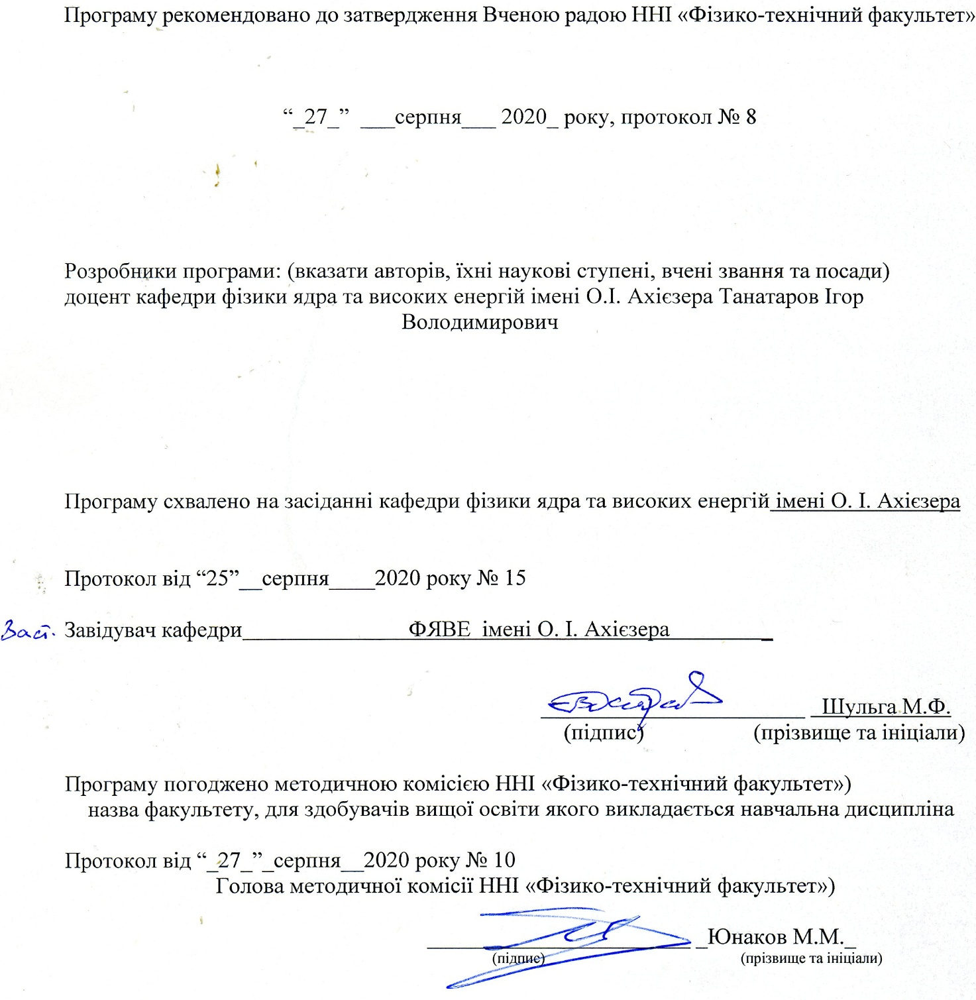 Програму рекомендовано до затвердження Вченою радою ННІ «Фізико-технічний факультет»
“_27_” ___серпня___ 2020_ року, протокол № 8
Розробники програми: (вказати авторів, їхні наукові ступені, вчені звання та посади)
доцент кафедри фізики ядра та високих енергій імені О.І. Ахієзера Танатаров Ігор
Володимирович
Програму схвалено на засіданні кафедри фізики ядра та високих енергій імені О. І. Ахієзера
Протокол від “25”__серпня____2020 року № 15
Заст. Завідувач кафедри ФЯВЕ імені О. І. Ахієзера
Шульга М.Ф.
(підпис) (прізвище та ініціали)
Програму погоджено методичною комісією ННІ «Фізико-технічний факультет»)
назва факультету, для здобувачів вищої освіти якого викладається навчальна дисципліна
Протокол від “_27_”_серпня__2020 року № 10
Голова методичної комісії ННІ «Фізико-технічний факультет»)
_Юнаков М.М._
(підпис) (прізвище та ініціали)